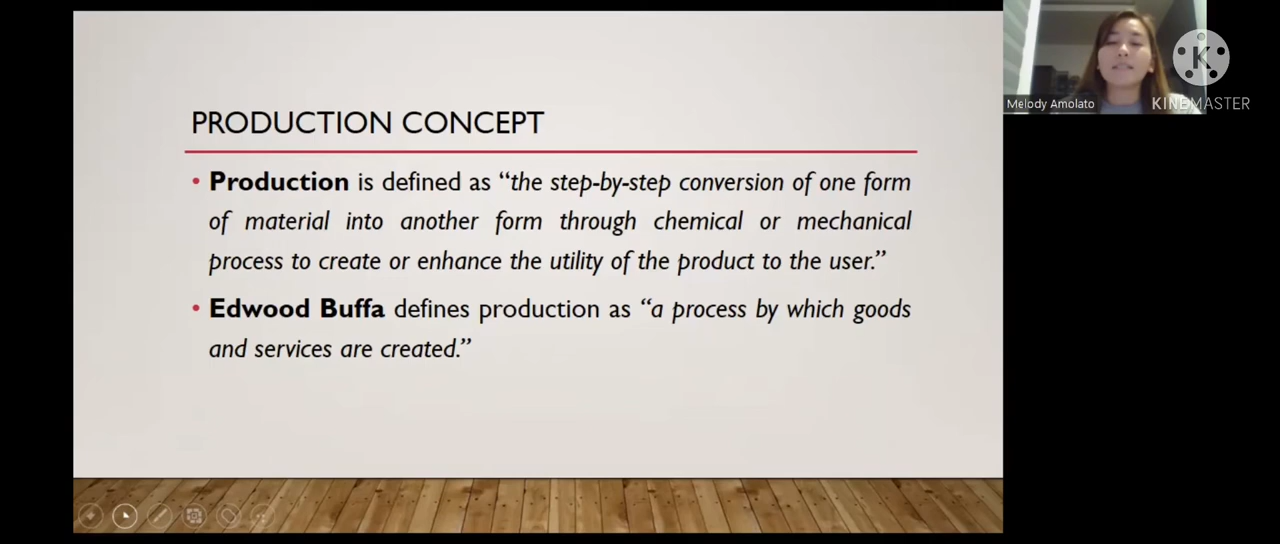 PRODUCTION CONCEPT
• Production is defined as “the step-by-step conversion of one form
of material into another form through chemical or mechanical
process to create or enhance the utility of the product to the user.”
• Edwood Buffa defines production as “a process by which goods
and services are created.”
Melody Amolato
K
KINEMASTER